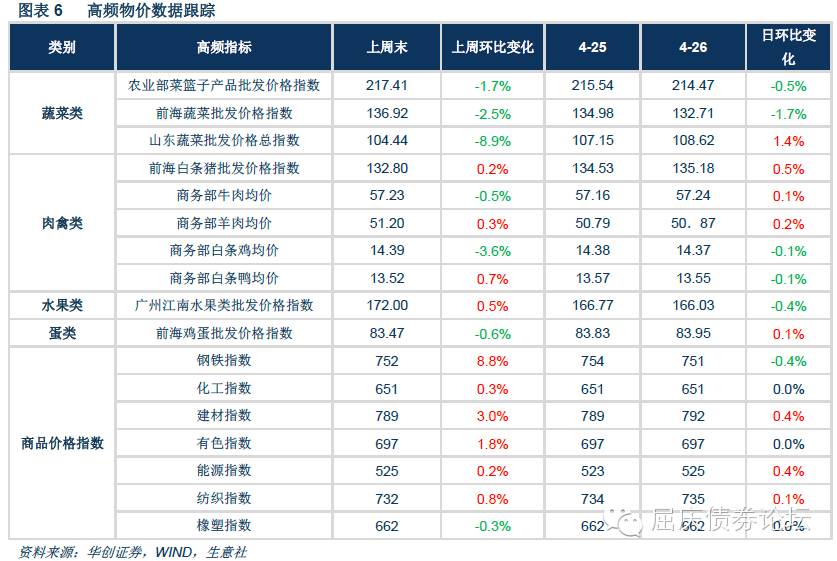 图表 6 高频物价数据跟踪
类别 高频指标 上周末 上周环比变化 4-25 4-26 日环比变
化
蔬菜类 农业部菜篮子产品批发价格指数 217.41 -1.7% 215.54 214.47 -0.5%
前海蔬菜批发价格指数 136.92 -2.5% 134.98 132.71 -1.7%
山东蔬菜批发价格总指数 104.44 -8.9% 107.15 108.62 1.4%
肉禽类 前海白条猪批发价格指数 132.80 0.2% 134.53 135.18 0.5%
商务部牛肉均价 57.23 -0.5% 57.16 57.24 0.1%
商务部羊肉均价 51.20 0.3% 50.79 50．87 0.2%
商务部白条鸡均价 14.39 -3.6% 14.38 14.37 -0.1%
商务部白条鸭均价 13.52 0.7% 13.57 13.55 -0.1%
水果类 广州江南水果类批发价格指数 172.00 0.5% 166.77 166.03 -0.4%
蛋类 前海鸡蛋批发价格指数 83.47 -0.6% 83.83 83.95 0.1%
商品价格指数 钢铁指数 752 8.8% 754 751 -0.4%
化工指数 651 0.3% 651 651 0.0%
建材指数 789 3.0% 789 792 0.4%
有色指数 697 1.8% 697 697 0.0%
能源指数 525 0.2% 523 525 0.4%
纺织指数 732 0.8% 734 735 0.1%
橡塑指数 662 -0.3% 662 662 0.0%
屈庆债券论坛
资料来源：华创证券，WIND，生意社